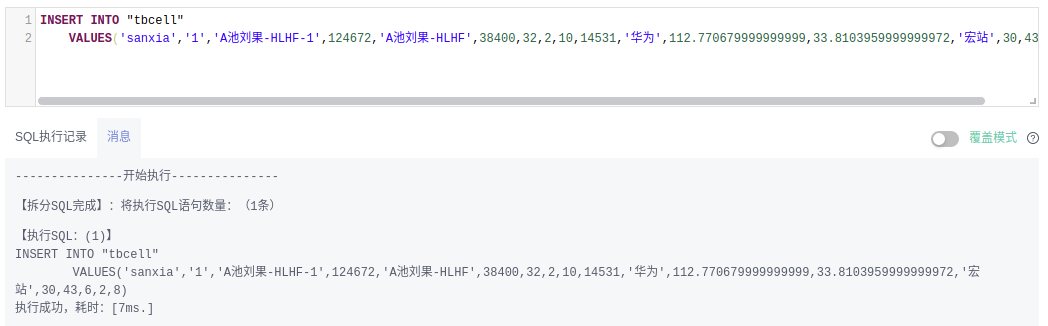 1 INSERT INTO "tbcell"
2 VALUES('sanxia','1','A池刘果-HLHF-1',124672,'A池刘果-HLHF',38400,32,2,10,14531,'华为',112.770679999999999,33.8103959999999972,'宏站',30,43
SQL执行记录 消息 覆盖模式 ?
---------------开始执行---------------
【拆分SQL完成】：将执行SQL语句数量：（1条）
【执行SQL：(1)】
INSERT INTO "tbcell"
VALUES('sanxia','1','A池刘果-HLHF-1',124672,'A池刘果-HLHF',38400,32,2,10,14531,'华为',112.770679999999999,33.8103959999999972,'宏
站',30,43,6,2,8)
执行成功，耗时：[7ms.]